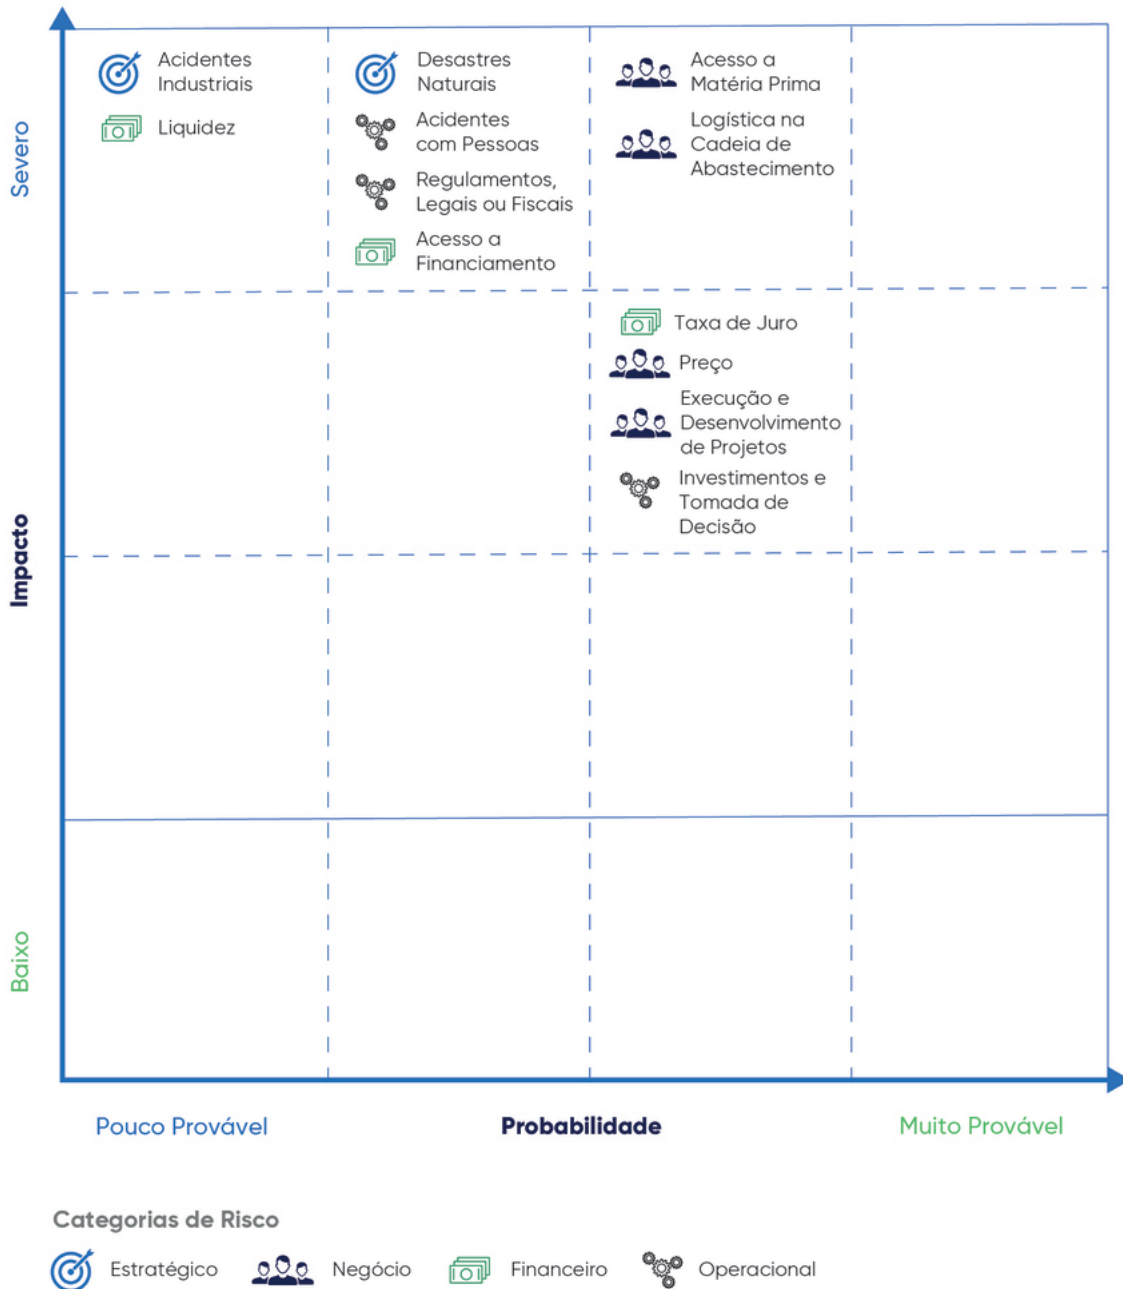 Severo
Impacto
Baixo
Acidentes
Industriais
Liquidez
Desastres
Naturais
Acidentes
com Pessoas
Regulamentos,
Legais ou Fiscais
Acesso a
Financiamento
Acesso a
Matéria Prima
Logística na
Cadeia de
Abastecimento
Taxa de Juro
Preço
Execução e
Desenvolvimento
de Projetos
Investimentos e
Tomada de
Decisão
Pouco Provável
Probabilidade
Muito Provável
Categorias de Risco
Estratégico
Negócio
Financeiro
Operacional